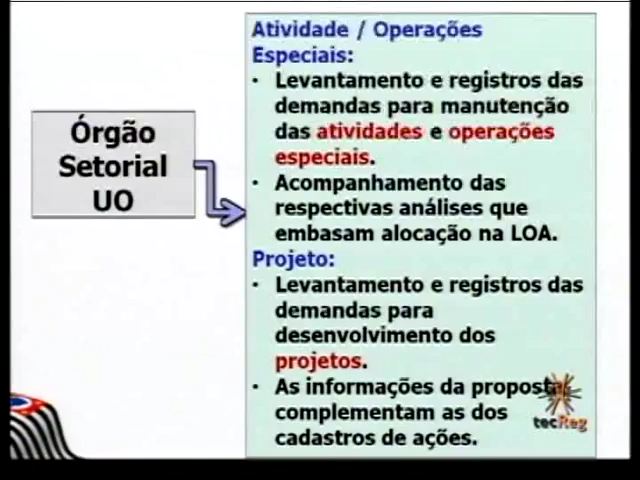 Órgão
Setorial
UO
Atividade / Operações
Especiais:
• Levantamento e registros das
demandas para manutenção
das atividades e operações
especiais.
• Acompanhamento das
respectivas análises que
embasam alocação na LOA.
Projeto:
• Levantamento e registros das
demandas para
desenvolvimento dos
projetos.
• As informações da proposta
complementam as dos
cadastros de ações.
tecReg